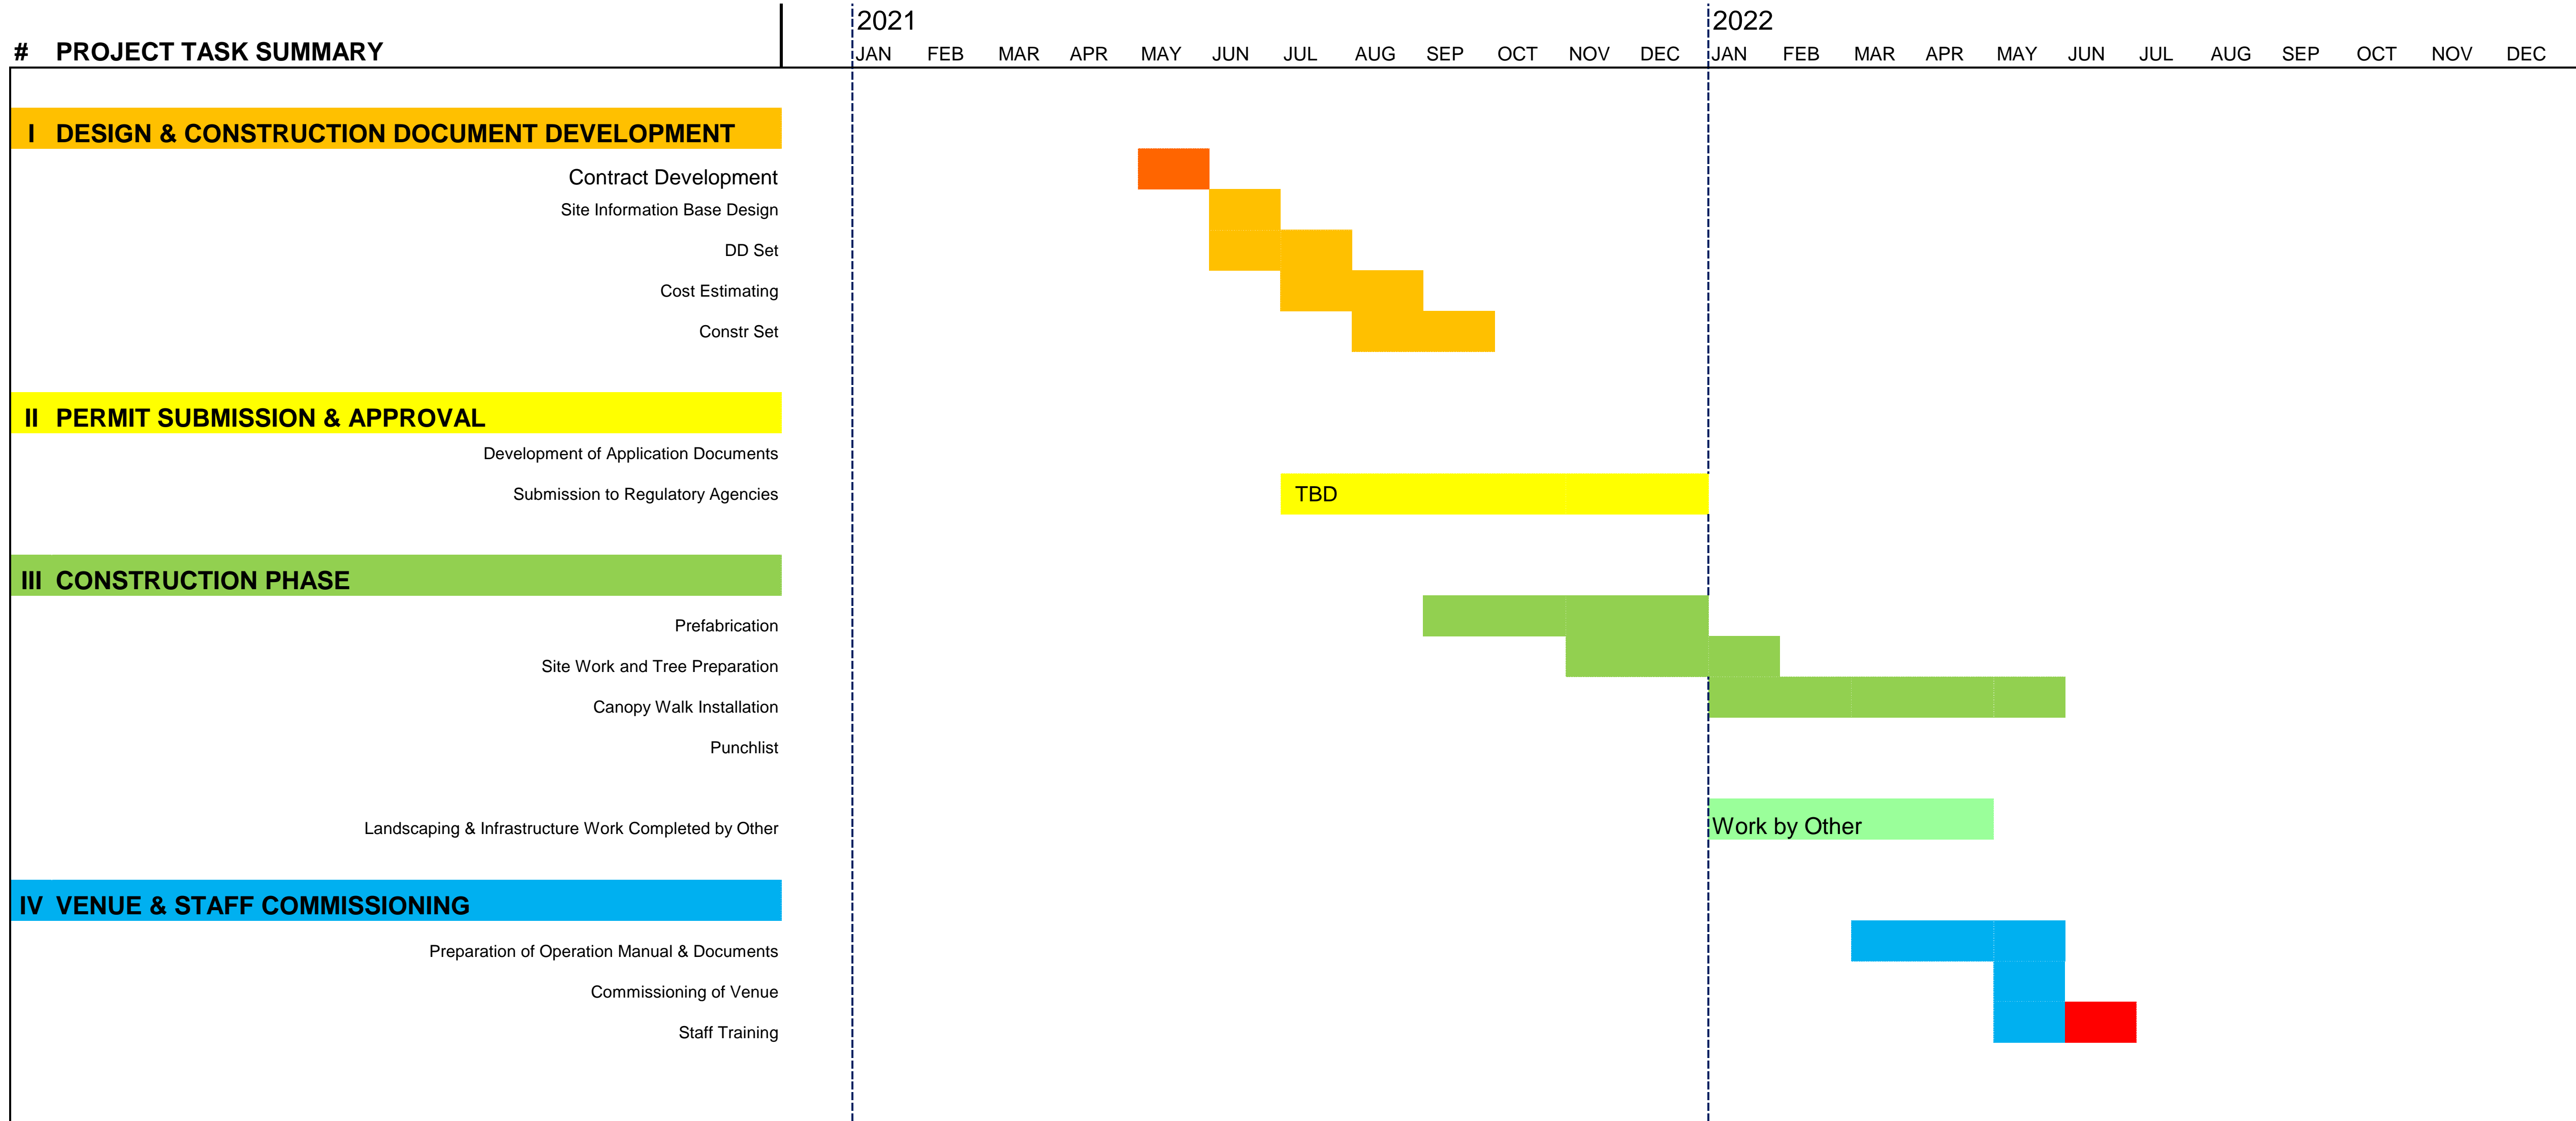 2021 2022
# PROJECT TASK SUMMARY JAN FEB MAR APR MAY JUN JUL AUG SEP OCT NOV DEC JAN FEB MAR APR MAY JUN JUL AUG SEP OCT NOV DEC
I DESIGN & CONSTRUCTION DOCUMENT DEVELOPMENT
Contract Development
Site Information Base Design
DD Set
Cost Estimating
Constr Set
II PERMIT SUBMISSION & APPROVAL
Development of Application Documents
Submission to Regulatory Agencies TBD
III CONSTRUCTION PHASE
Prefabrication
Site Work and Tree Preparation
Canopy Walk Installation
Punchlist
Landscaping & Infrastructure Work Completed by Other Work by Other
IV VENUE & STAFF COMMISSIONING
Preparation of Operation Manual & Documents
Commissioning of Venue
Staff Training